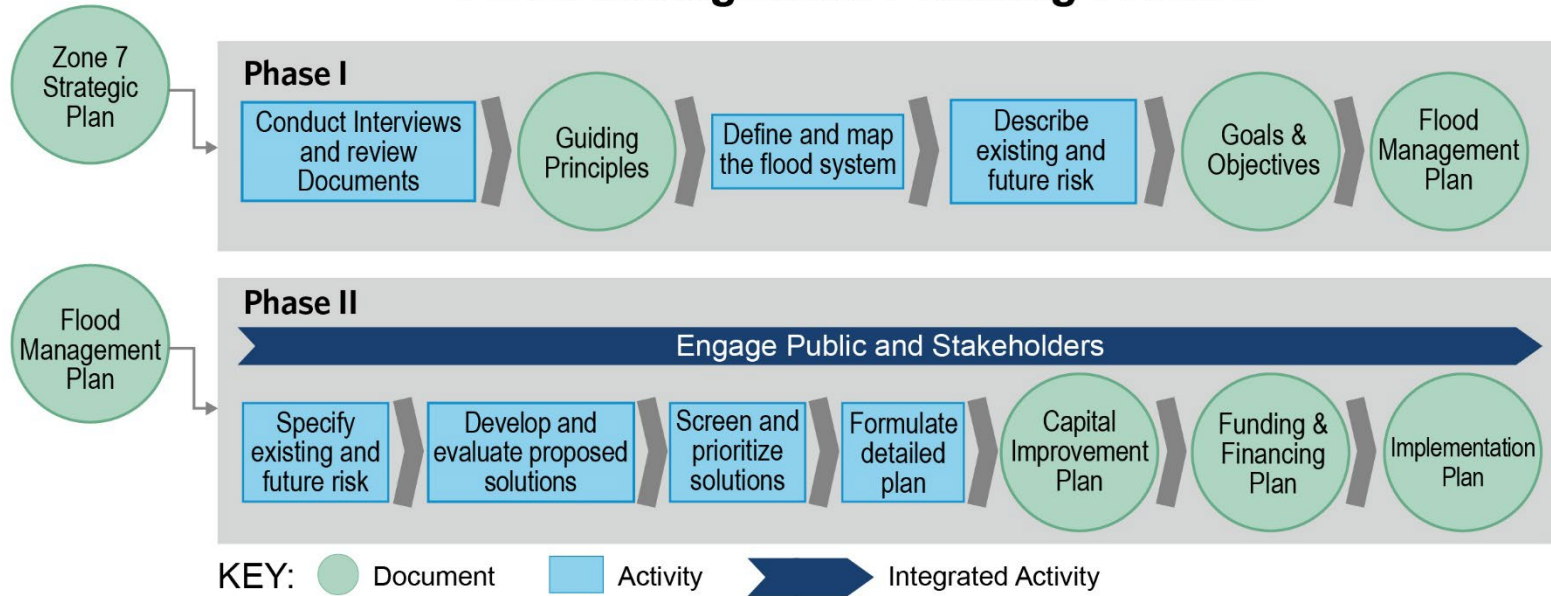 Zone 7
Strategic
Plan
Phase I
Conduct Interviews
and review
Documents
Guiding
Principles
Define and map
the flood system
Describe
existing and
future risk
Goals &
Objectives
Flood
Management
Plan
Flood
Management
Plan
Phase II
Engage Public and Stakeholders
Specify
existing and
future risk
Develop and
evaluate proposed
solutions
Screen and
prioritize
solutions
Formulate
detailed
plan
Capital
Improvement
Plan
Funding &
Financing
Plan
Implementation
Plan
KEY: Document Activity Integrated Activity